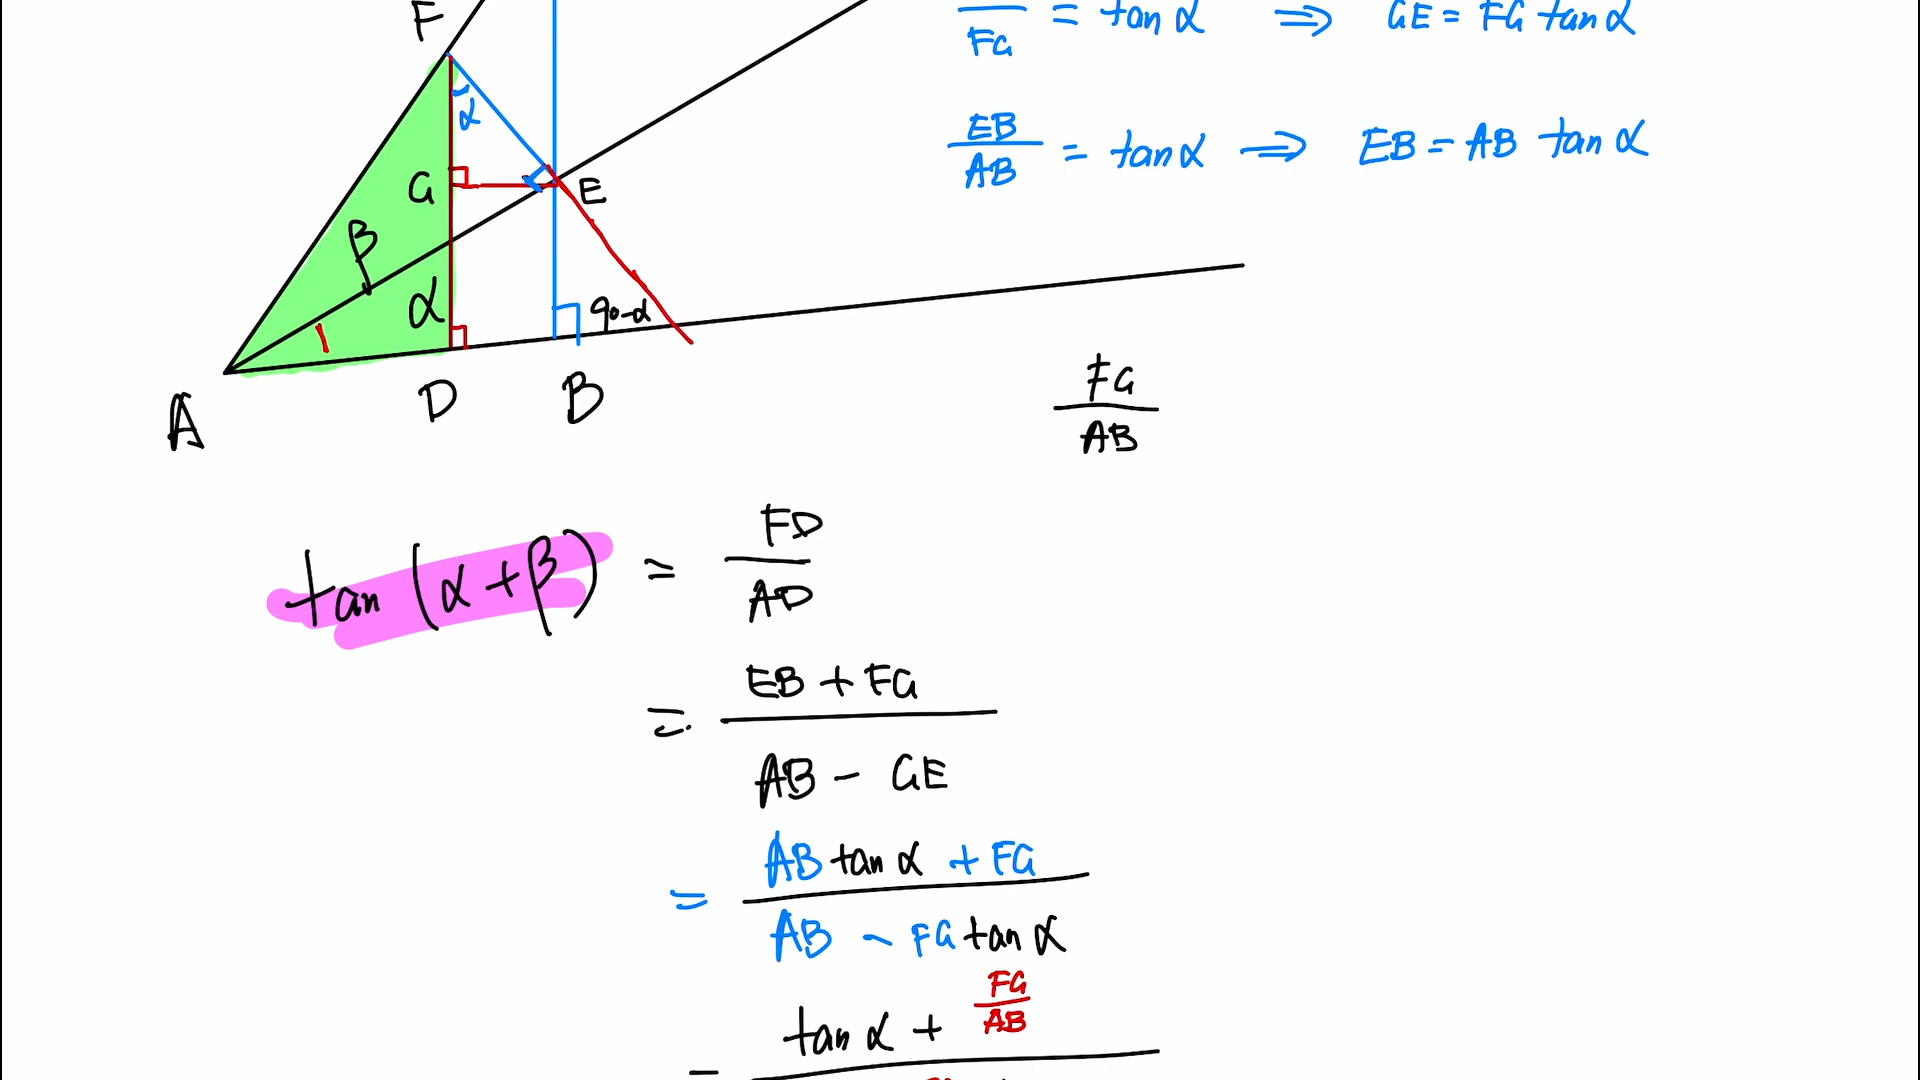 F
α
G
E
β
α
90-α
A
D
B
/FG = tan α ⇒ GE = FG tan α
EB/AB = tan α ⇒ EB = AB tan α
FG/AB
tan (α + β) = FD/AD
= EB + FG / AB - GE
= AB tan α + FG / AB - FG tan α
tan α + FG/AB
=